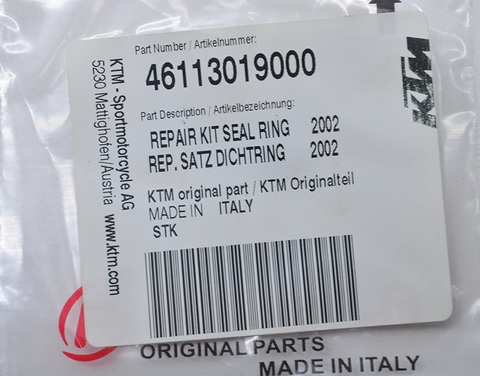 Part Number / Artikelnummer:
46113019000
Part Description / Artikelbezeichnung:
REPAIR KIT SEAL RING 2002
REP. SATZ DICHTRING 2002
KTM original part / KTM Originalteil
MADE IN ITALY
STK
KTM - Sportmotorcycle AG
5230 Mattighofen/Austria www.ktm.com
KTM
ORIGINAL PARTS
MADE IN ITALY